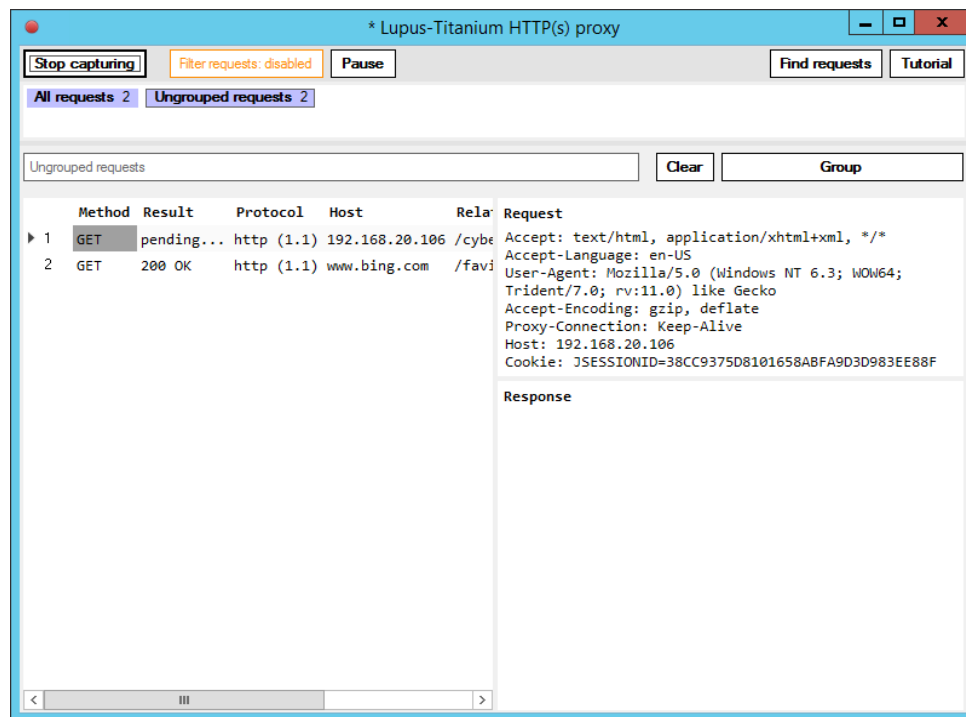 * Lupus-Titanium HTTP(s) proxy
Stop capturing Filter requests: disabled Pause Find requests Tutorial
All requests 2 Ungrouped requests 2
Ungrouped requests Clear Group
Method Result Protocol Host Rela
1 GET pending... http (1.1) 192.168.20.106 /cybe
2 GET 200 OK http (1.1) www.bing.com /favi
Request
Accept: text/html, application/xhtml+xml, */*
Accept-Language: en-US
User-Agent: Mozilla/5.0 (Windows NT 6.3; WOW64;
Trident/7.0; rv:11.0) like Gecko
Accept-Encoding: gzip, deflate
Proxy-Connection: Keep-Alive
Host: 192.168.20.106
Cookie: JSESSIONID=38CC9375D8101658ABFA9D3D983EE88F
Response